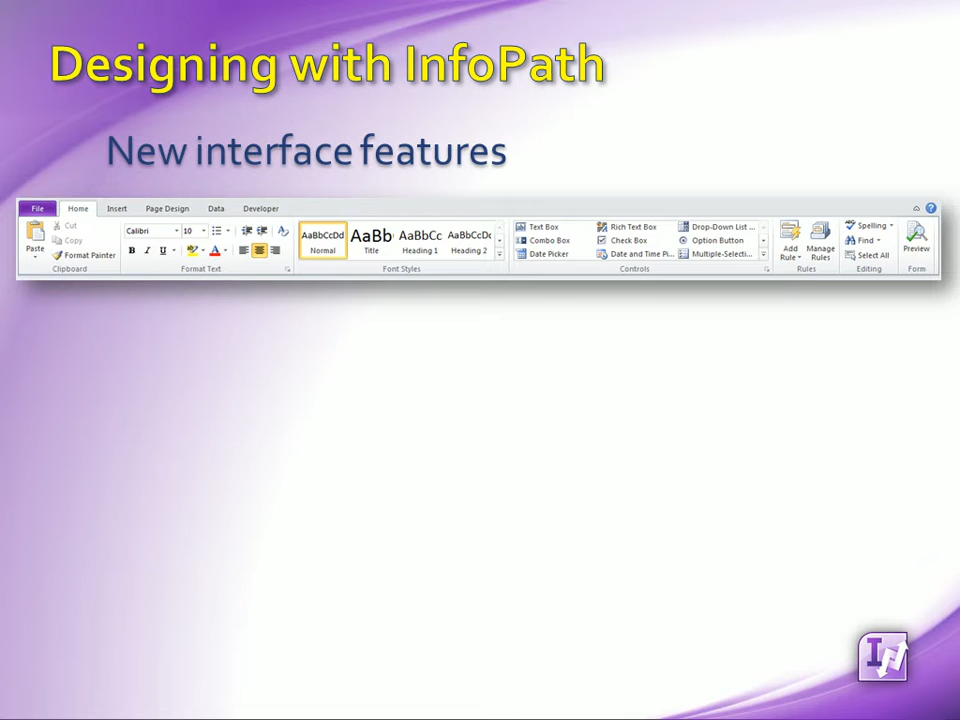 Designing with InfoPath
New interface features
File Home Insert Page Design Data Developer
Paste Cut Copy Format Painter
Clipboard
Calibri 10
B I U A
Format Text
AaBbCcDd AaBb AaBbCc AaBbCcDc
Normal Title Heading 1 Heading 2
Font Styles
Text Box Rich Text Box Drop-Down List ...
Combo Box Check Box Option Button
Date Picker Date and Time Pi... Multiple-Selecti...
Controls
Add Rule Manage Rules
Rules
Spelling
Find
Select All
Editing
Preview
Form
I